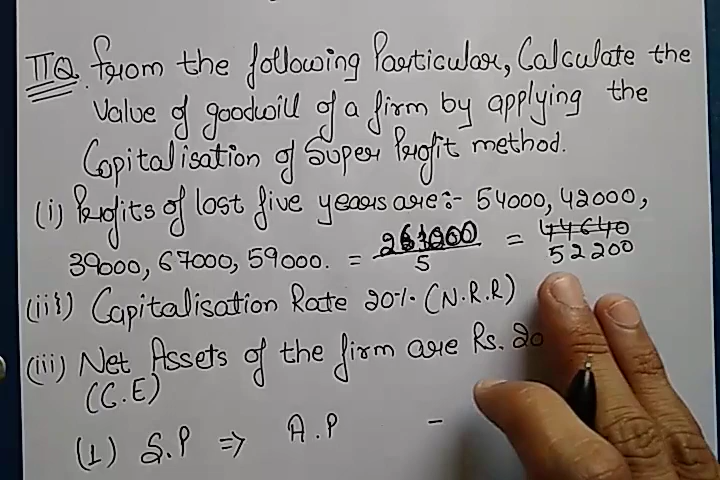 IIQ. From the following Particular, Calculate the
Value of goodwill of a firm by applying the
Capitalisation of Super Profit method.
(i) Profits of last five years are:- 54000, 42000,
39000, 67000, 59000. = 261000/5 = 44640
52200
(ii) Capitalisation Rate 20%. (N.R.R)
(iii) Net Assets of the firm are Rs. 20
(C.E)
(1) S.P ⇒ A.P -